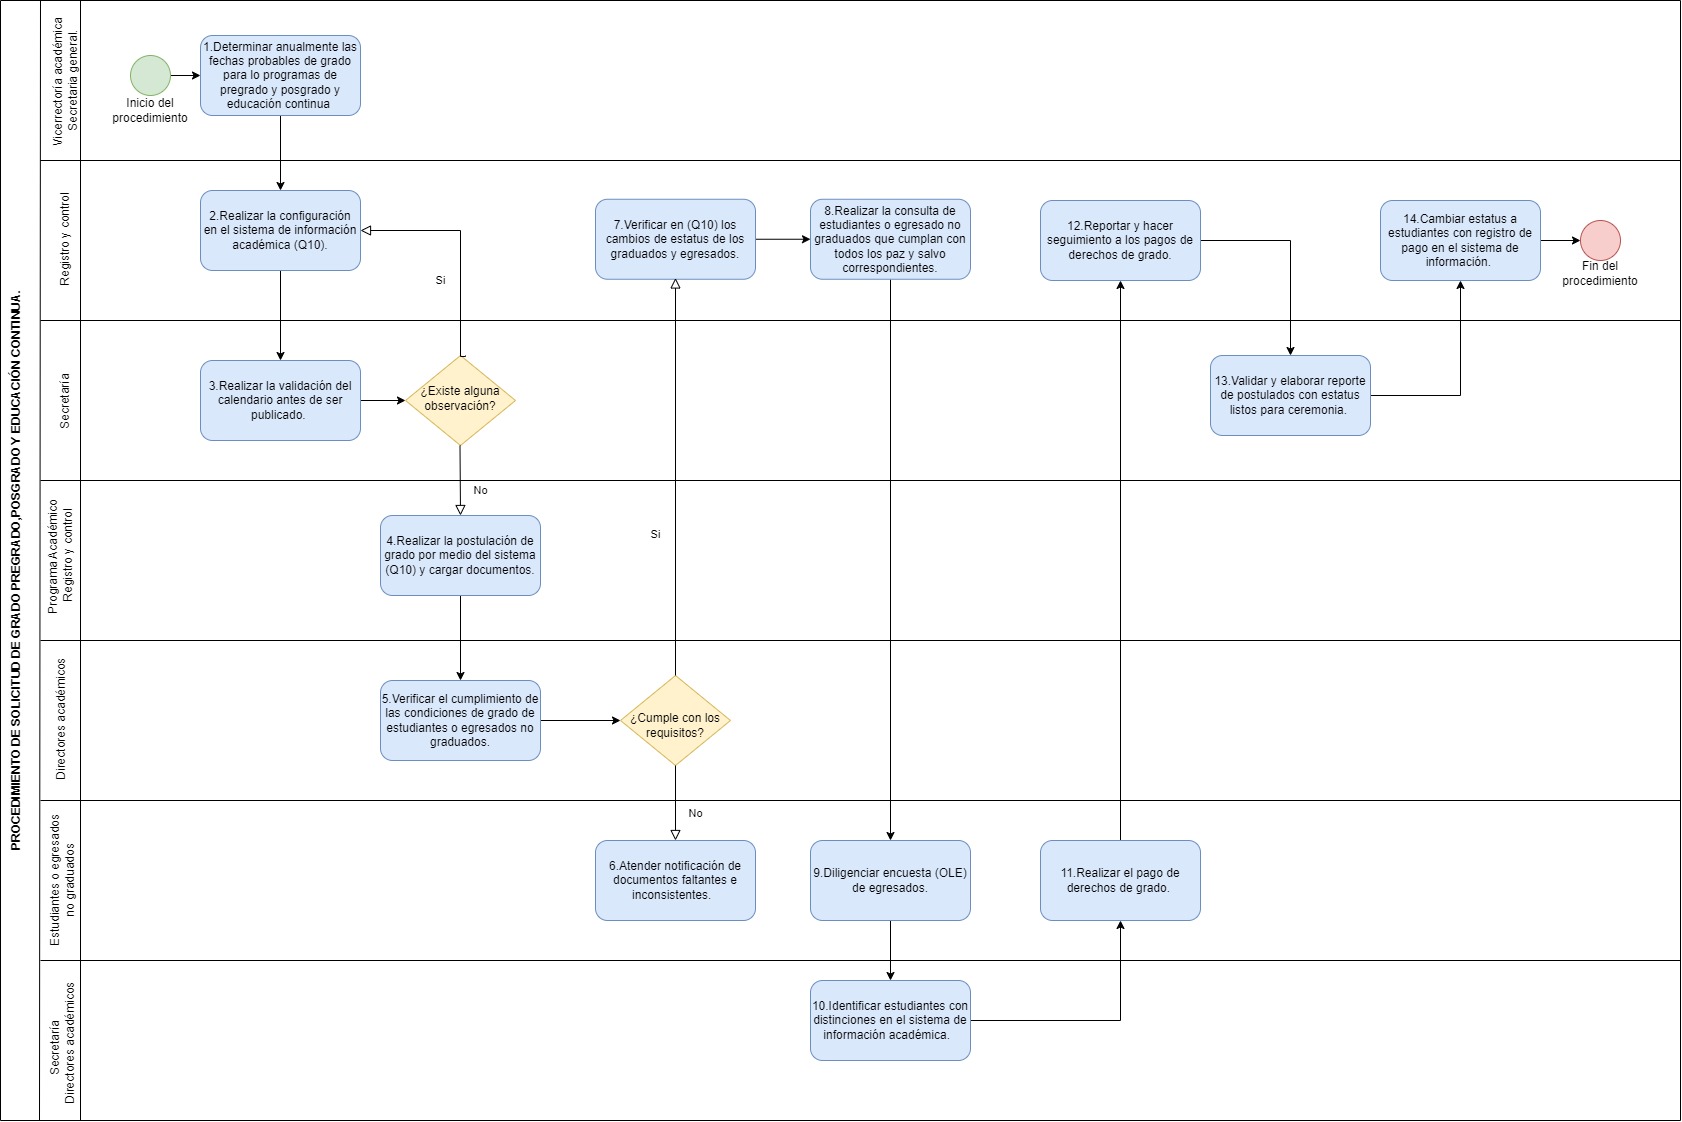 PROCEDIMIENTO DE SOLICITUD DE GRADO PREGRADO,POSGRADO Y EDUCACIÓN CONTINUA.
Vicerrectoría académica
Secretaría general.
Inicio del
procedimiento
1.Determinar anualmente las
fechas probables de grado
para lo programas de
pregrado y posgrado y
educación continua
Registro y control
2.Realizar la configuración
en el sistema de información
académica (Q10).
Si
7.Verificar en (Q10) los
cambios de estatus de los
graduados y egresados.
8.Realizar la consulta de
estudiantes o egresado no
graduados que cumplan con
todos los paz y salvo
correspondientes.
12.Reportar y hacer
seguimiento a los pagos de
derechos de grado.
14.Cambiar estatus a
estudiantes con registro de
pago en el sistema de
información.
Fin del
procedimiento
Secretaría
3.Realizar la validación del
calendario antes de ser
publicado.
¿Existe alguna
observación?
13.Validar y elaborar reporte
de postulados con estatus
listos para ceremonia.
Programa Académico
Registro y control
No
4.Realizar la postulación de
grado por medio del sistema
(Q10) y cargar documentos.
Si
Directores académicos
5.Verificar el cumplimiento de
las condiciones de grado de
estudiantes o egresados no
graduados.
¿Cumple con los
requisitos?
Estudiantes o egresados
no graduados
No
6.Atender notificación de
documentos faltantes e
inconsistentes.
9.Diligenciar encuesta (OLE)
de egresados.
11.Realizar el pago de
derechos de grado.
Secretaría
Directores académicos
10.Identificar estudiantes con
distinciones en el sistema de
información académica.